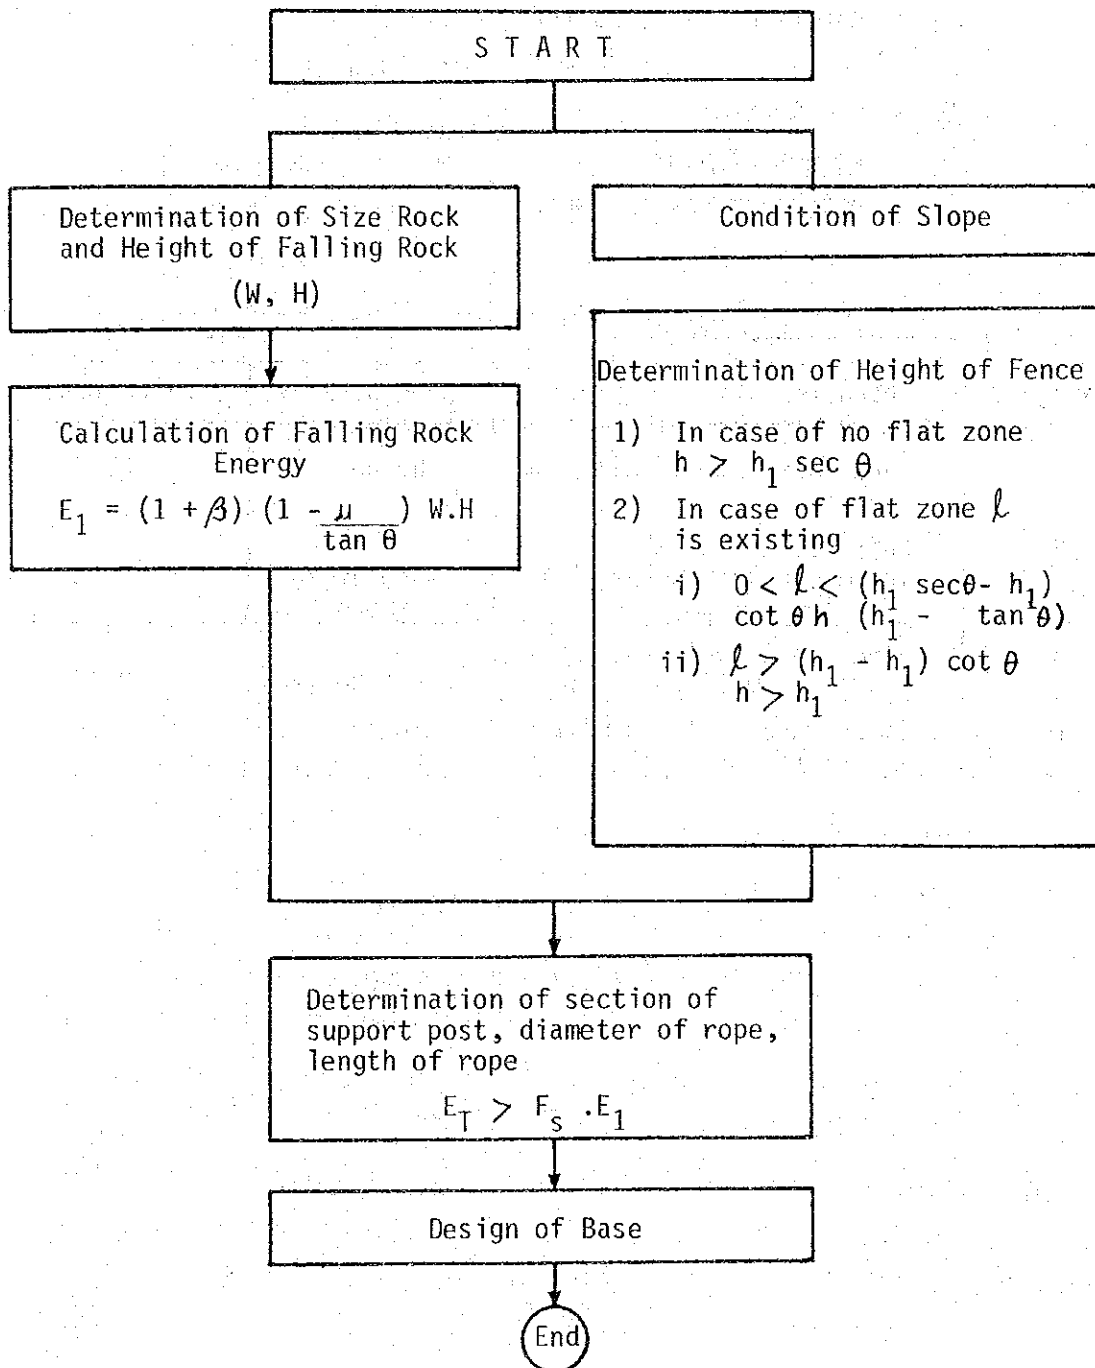 S T A R T
Determination of Size Rock
and Height of Falling Rock
(W, H)
Condition of Slope
Calculation of Falling Rock
Energy
E₁ = (1 + β) (1 - μ / tan θ) W.H
Determination of Height of Fence
1) In case of no flat zone
h > h₁ sec θ
2) In case of flat zone ℓ
is existing
i) 0 < ℓ < (h₁ secθ- h₁)
cot θ h (h₁ - tan θ)
ii) ℓ > (h₁ - h₁) cot θ
h > h₁
Determination of section of
support post, diameter of rope,
length of rope
E_T > F_s .E₁
Design of Base
End